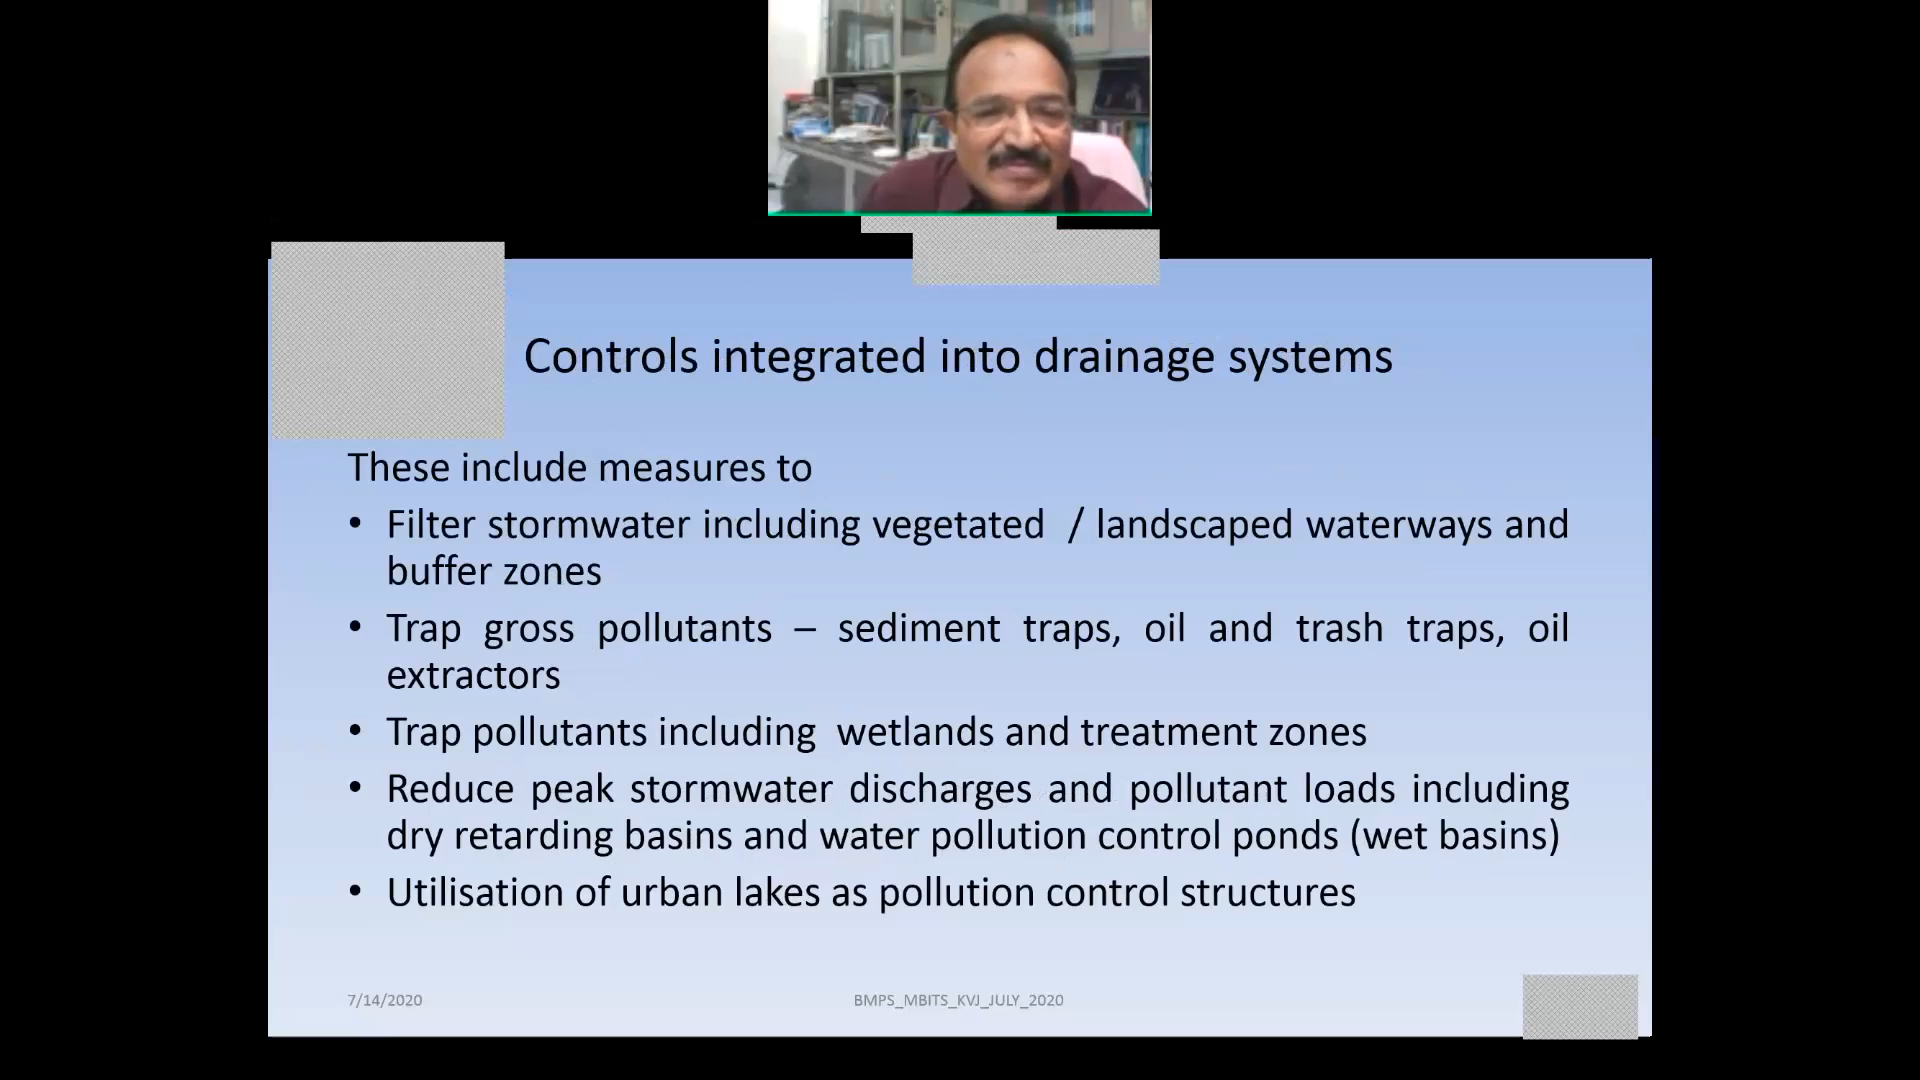 Controls integrated into drainage systems
These include measures to
• Filter stormwater including vegetated / landscaped waterways and
buffer zones
• Trap gross pollutants – sediment traps, oil and trash traps, oil
extractors
• Trap pollutants including wetlands and treatment zones
• Reduce peak stormwater discharges and pollutant loads including
dry retarding basins and water pollution control ponds (wet basins)
• Utilisation of urban lakes as pollution control structures
7/14/2020
BMPS_MBITS_KVJ_JULY_2020